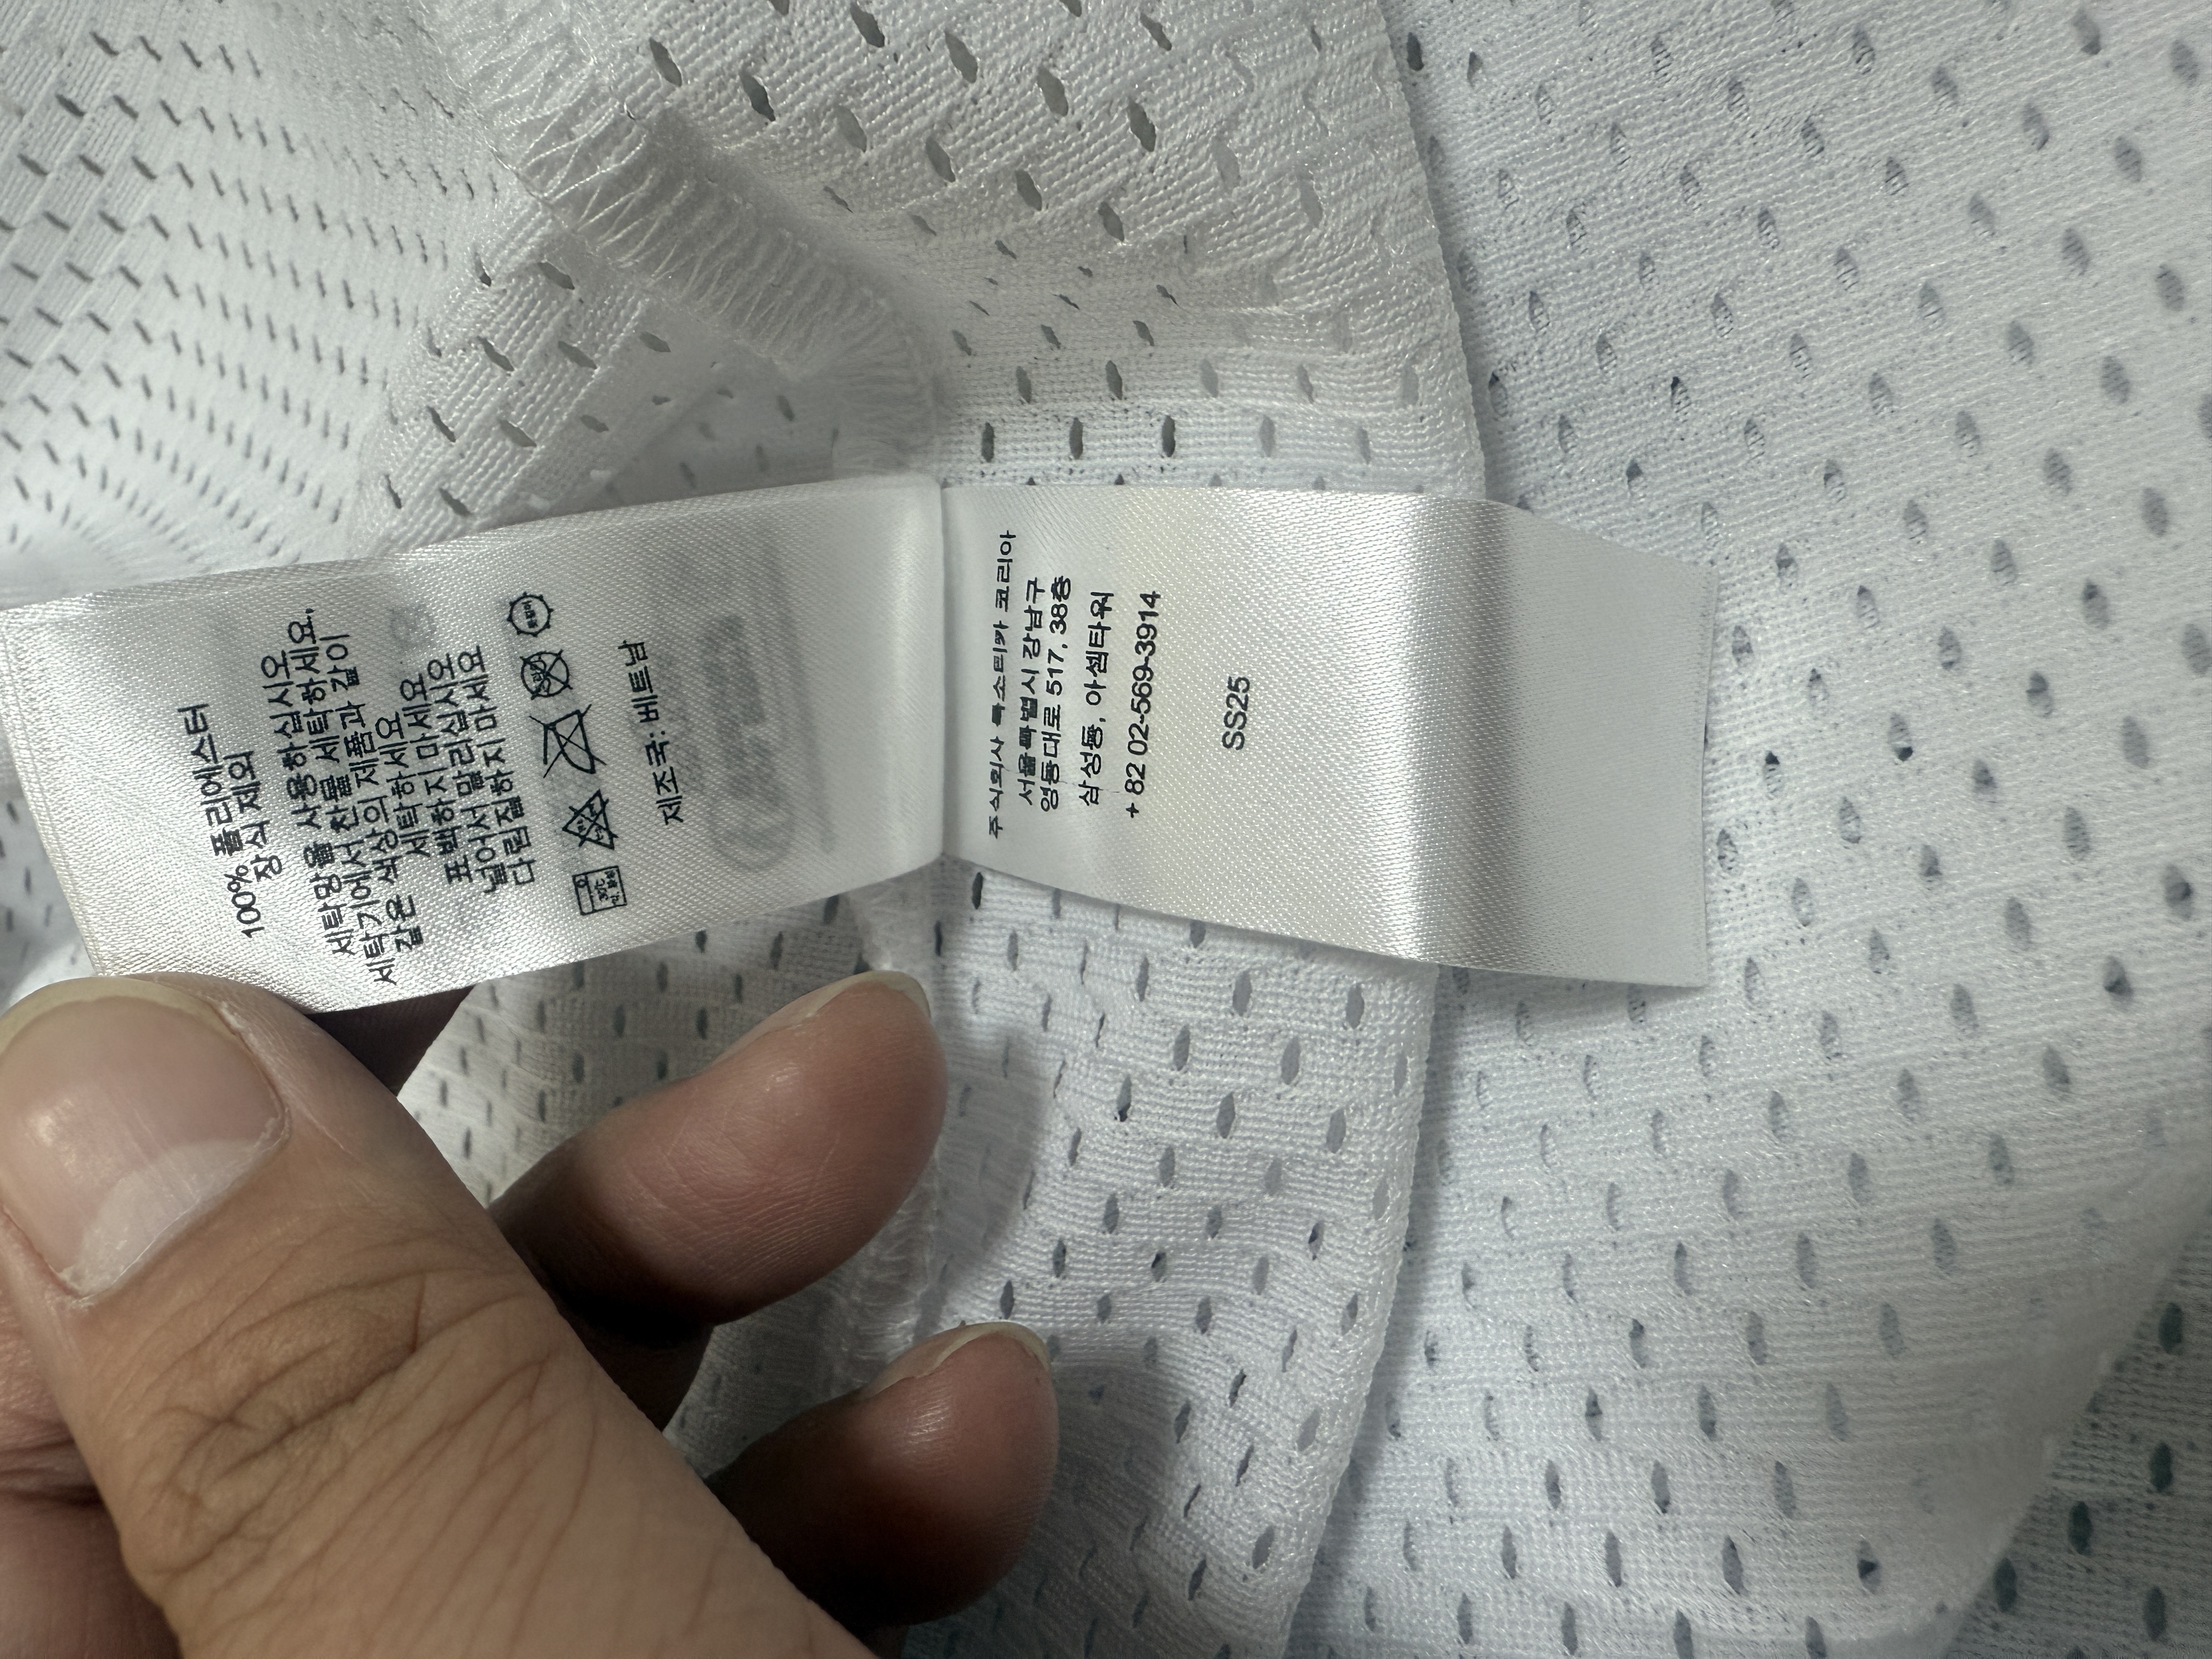 100% 폴리에스터
장식 제외
세탁망을 사용하십시오
세탁기에서 찬물 세탁하세요.
같은 색상의 제품과 같이
세탁하세요
표백하지 마세요
널어서 말리십시오
다림질하지 마세요
제조국: 베트남
주식회사 폭스티카 코리아
서울특별시 강남구
영동대로 517, 38층
삼성동, 아셈타워
+ 82 02-569-3914
SS25